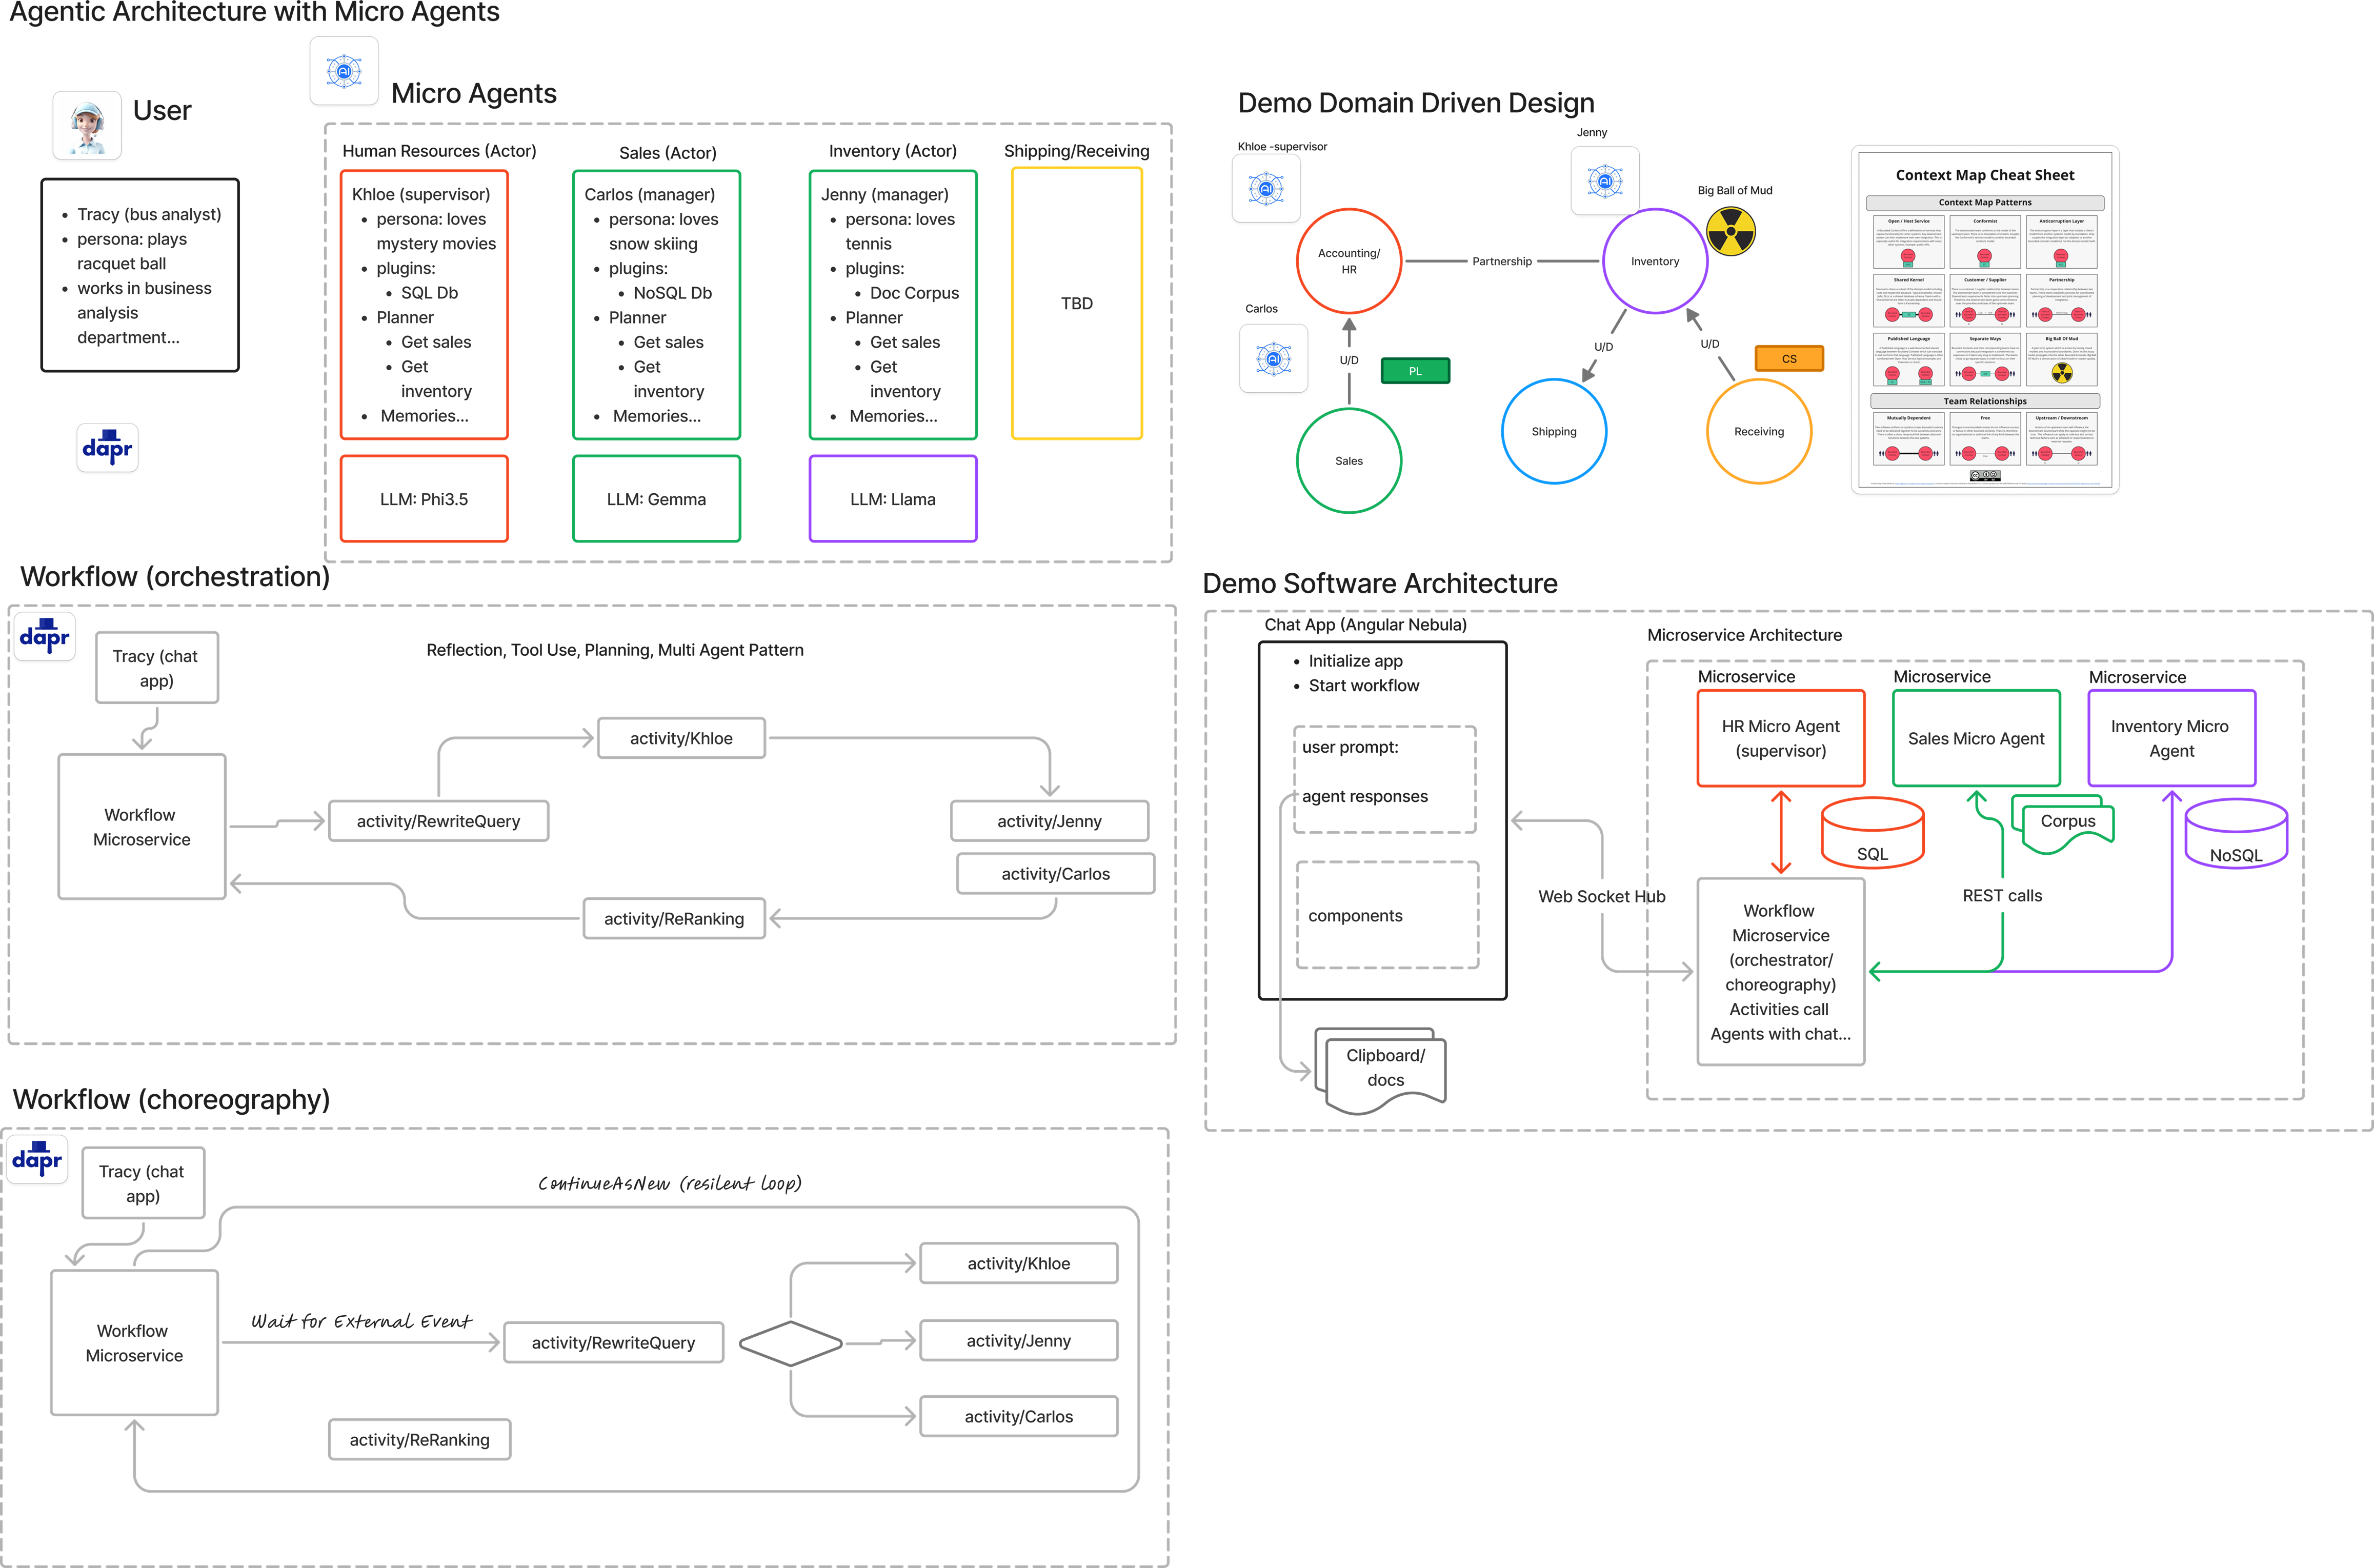 Agentic Architecture with Micro Agents
User
Tracy (bus analyst)
persona: plays
racquet ball
works in business
analysis
department...
dapr
Micro Agents
Human Resources (Actor)
Khloe (supervisor)
persona: loves
mystery movies
plugins:
SQL Db
Planner
Get sales
Get
inventory
Memories...
LLM: Phi3.5
Sales (Actor)
Carlos (manager)
persona: loves
snow skiing
plugins:
NoSQL Db
Planner
Get sales
Get
inventory
Memories...
LLM: Gemma
Inventory (Actor)
Jenny (manager)
persona: loves
tennis
plugins:
Doc Corpus
Planner
Get sales
Get
inventory
Memories...
LLM: Llama
Shipping/Receiving
TBD
Demo Domain Driven Design
Khloe -supervisor
AI
Jenny
AI
Big Ball of Mud
Accounting/
HR
Partnership
Inventory
Carlos
AI
U/D
PL
Sales
U/D
Shipping
U/D
CS
Receiving
Context Map Cheat Sheet
Context Map Patterns
Open / Host Service
Conformist
Anticorruption Layer
Shared Kernel
Customer / Supplier
Partnership
Published Language
Separate Ways
Big Ball Of Mud
Team Relationships
Mutually Dependent
Free
Upstream / Downstream
Workflow (orchestration)
dapr
Tracy (chat
app)
Reflection, Tool Use, Planning, Multi Agent Pattern
Workflow
Microservice
activity/RewriteQuery
activity/Khloe
activity/Jenny
activity/Carlos
activity/ReRanking
Demo Software Architecture
Chat App (Angular Nebula)
Initialize app
Start workflow
user prompt:
agent responses
components
Clipboard/
docs
Web Socket Hub
Microservice Architecture
Microservice
HR Micro Agent
(supervisor)
Microservice
Sales Micro Agent
Microservice
Inventory Micro
Agent
SQL
Corpus
NoSQL
REST calls
Workflow
Microservice
(orchestrator/
choreography)
Activities call
Agents with chat...
Workflow (choreography)
dapr
Tracy (chat
app)
ContinueAsNew (resilent loop)
Workflow
Microservice
Wait for External Event
activity/RewriteQuery
activity/Khloe
activity/Jenny
activity/Carlos
activity/ReRanking